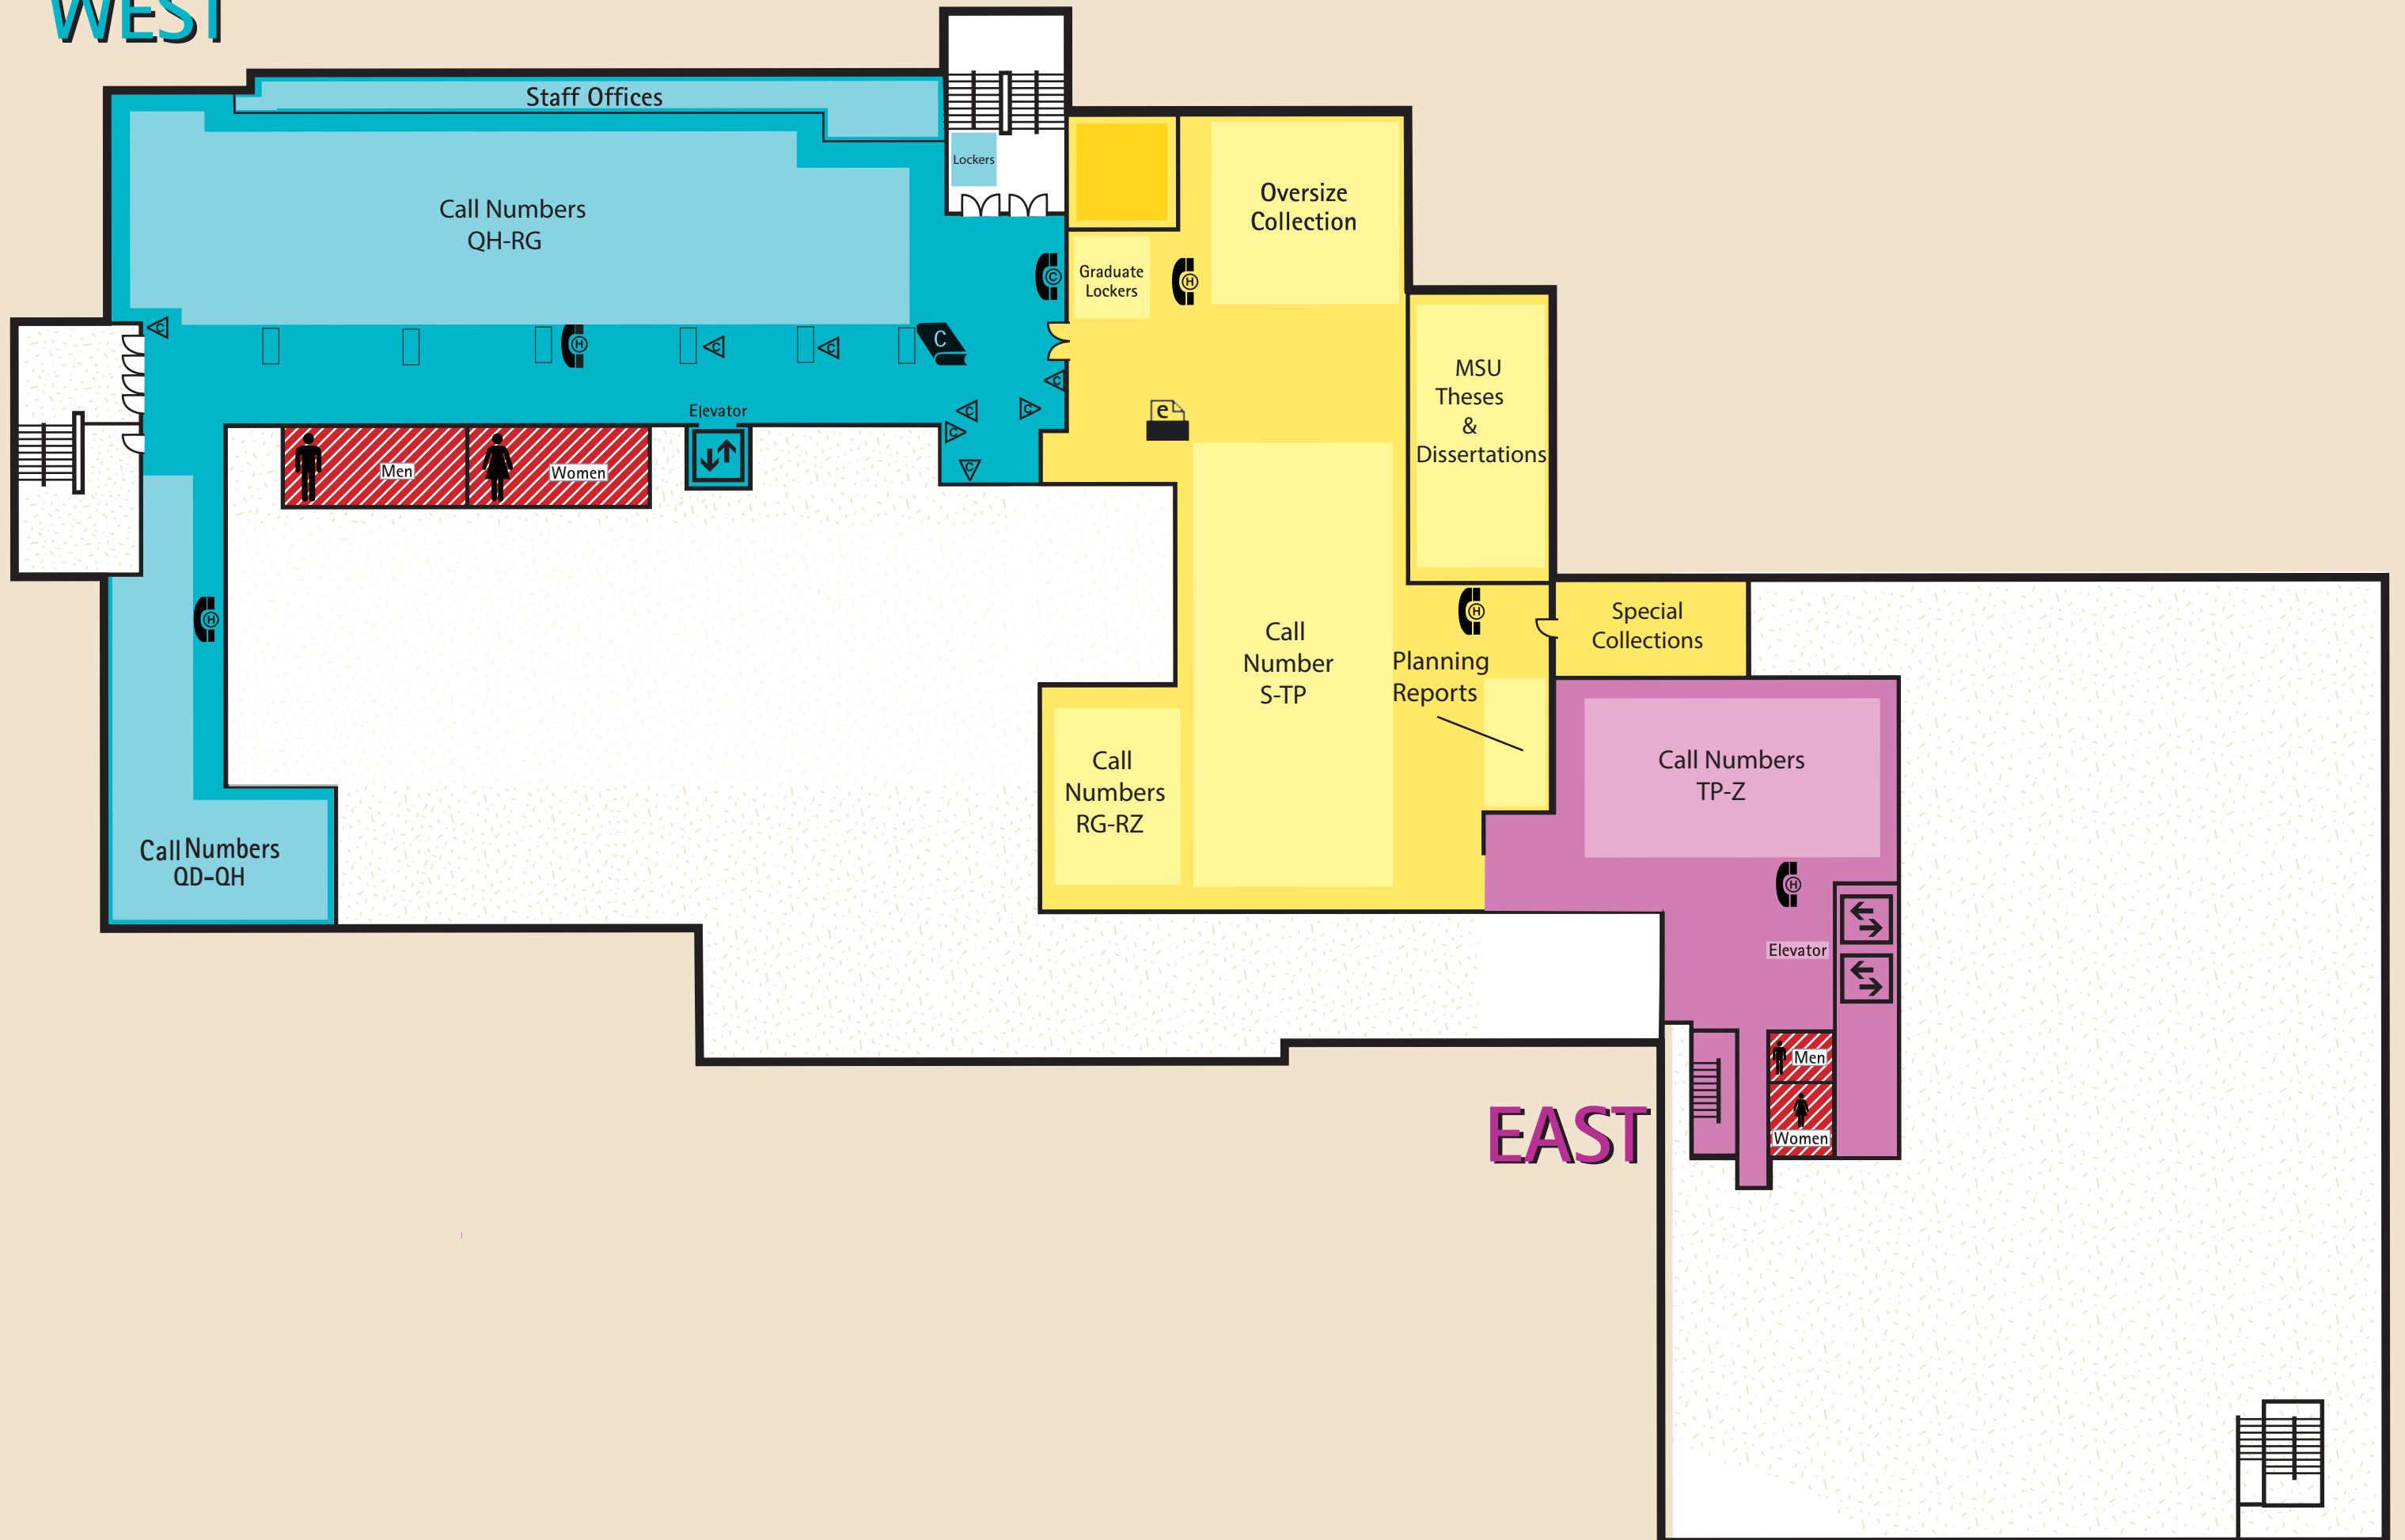 WEST
Staff Offices
Lockers
Call Numbers
QH-RG
Oversize
Collection
Graduate
Lockers
C
H
C
H
C
C
C
C
C
C
C
C
e
MSU
Theses
&
Dissertations
Elevator
Men
Women
H
H
Special
Collections
Call
Number
S-TP
Planning
Reports
Call
Numbers
RG-RZ
Call Numbers
TP-Z
Call Numbers
QD-QH
H
Elevator
Men
Women
EAST